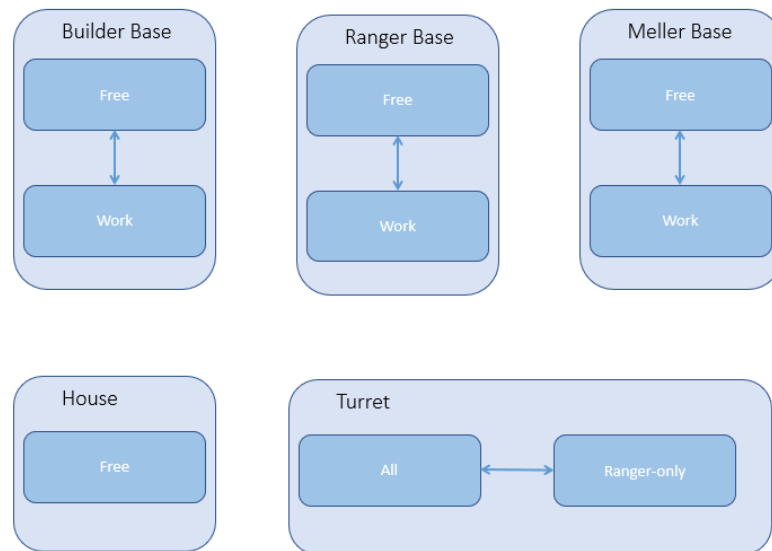 Builder Base
Free
Work
Ranger Base
Free
Work
Meller Base
Free
Work
House
Free
Turret
All
Ranger-only